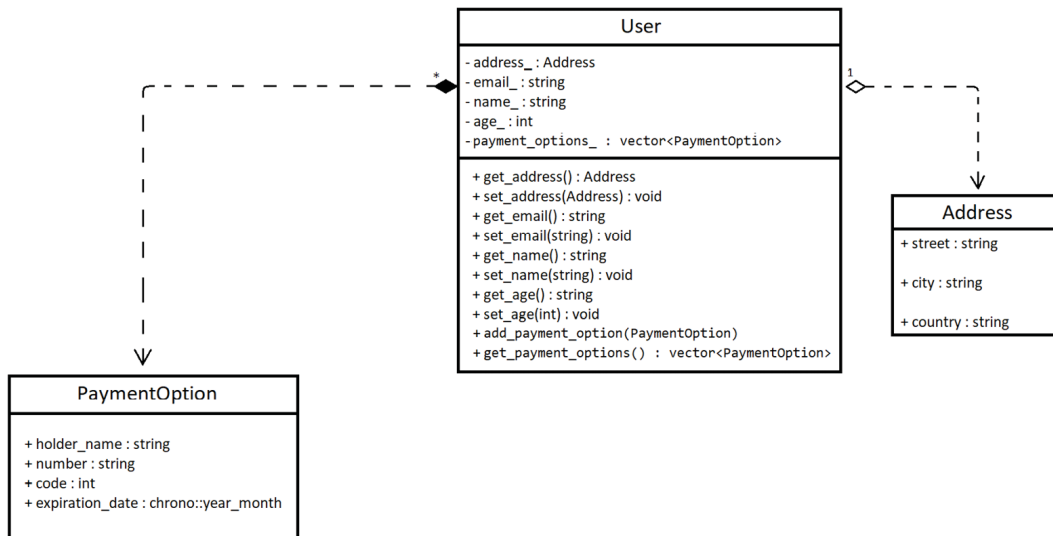 User
- address_ : Address
- email_ : string
- name_ : string
- age_ : int
- payment_options_ : vector<PaymentOption>
+ get_address() : Address
+ set_address(Address) : void
+ get_email() : string
+ set_email(string) : void
+ get_name() : string
+ set_name(string) : void
+ get_age() : string
+ set_age(int) : void
+ add_payment_option(PaymentOption)
+ get_payment_options() : vector<PaymentOption>
*
1
Address
+ street : string
+ city : string
+ country : string
PaymentOption
+ holder_name : string
+ number : string
+ code : int
+ expiration_date : chrono::year_month